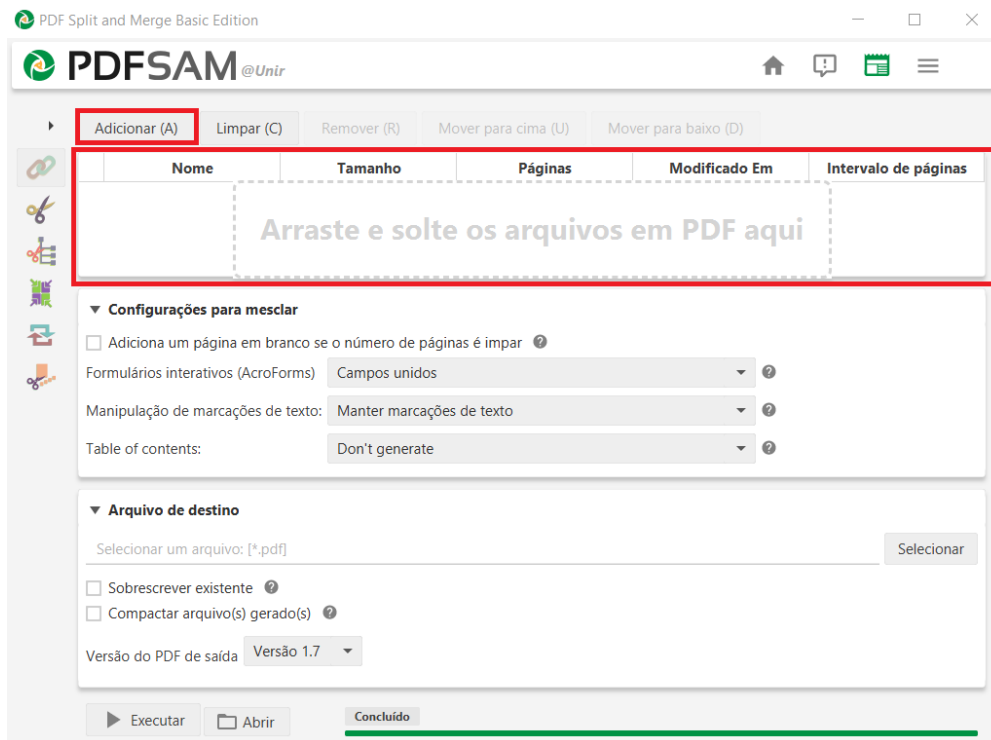 PDF Split and Merge Basic Edition
PDFSAM @Unir
Adicionar (A) Limpar (C) Remover (R) Mover para cima (U) Mover para baixo (D)
Nome Tamanho Páginas Modificado Em Intervalo de páginas
Arraste e solte os arquivos em PDF aqui
Configurações para mesclar
Adiciona um página em branco se o número de páginas é impar
Formulários interativos (AcroForms) Campos unidos
Manipulação de marcações de texto: Manter marcações de texto
Table of contents: Don't generate
Arquivo de destino
Selecionar um arquivo: [*.pdf] Selecionar
Sobrescrever existente
Compactar arquivo(s) gerado(s)
Versão do PDF de saída Versão 1.7
Executar Abrir Concluído